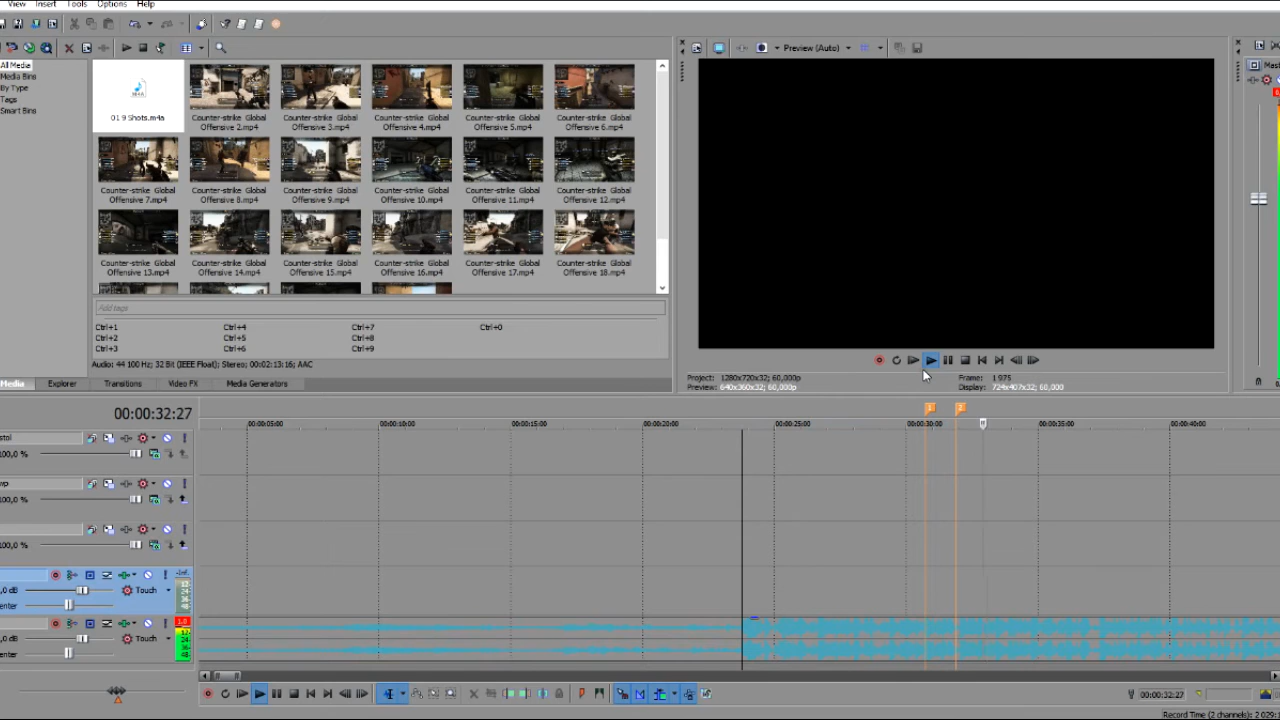 View Insert Tools Options Help
Preview (Auto)
All Media
Media Bins
By Type
Tags
Smart Bins
01 9 Shots.m4a
Counter-strike Global Offensive 2.mp4
Counter-strike Global Offensive 3.mp4
Counter-strike Global Offensive 4.mp4
Counter-strike Global Offensive 5.mp4
Counter-strike Global Offensive 6.mp4
Counter-strike Global Offensive 7.mp4
Counter-strike Global Offensive 8.mp4
Counter-strike Global Offensive 9.mp4
Counter-strike Global Offensive 10.mp4
Counter-strike Global Offensive 11.mp4
Counter-strike Global Offensive 12.mp4
Counter-strike Global Offensive 13.mp4
Counter-strike Global Offensive 14.mp4
Counter-strike Global Offensive 15.mp4
Counter-strike Global Offensive 16.mp4
Counter-strike Global Offensive 17.mp4
Counter-strike Global Offensive 18.mp4
Add tags
Ctrl+1 Ctrl+4 Ctrl+7 Ctrl+0
Ctrl+2 Ctrl+5 Ctrl+8
Ctrl+3 Ctrl+6 Ctrl+9
Audio: 44 100 Hz; 32 Bit (IEEE Float); Stereo; 00:02:13:16; AAC
Media Explorer Transitions Video FX Media Generators
Project: 1280x720x32; 60,000p Frame: 1 975
Preview: 640x360x32; 60,000p Display: 724x407x32; 60,000
00:00:32:27
1 2
00:00:05:00 00:00:10:00 00:00:15:00 00:00:20:00 00:00:25:00 00:00:30:00 00:00:35:00 00:00:40:00
stol
00,0 %
wp
100,0 %
100,0 %
,0 dB Touch
enter
,0 dB Touch
enter
00:00:32:27
Record Time (2 channels): 2 029:1